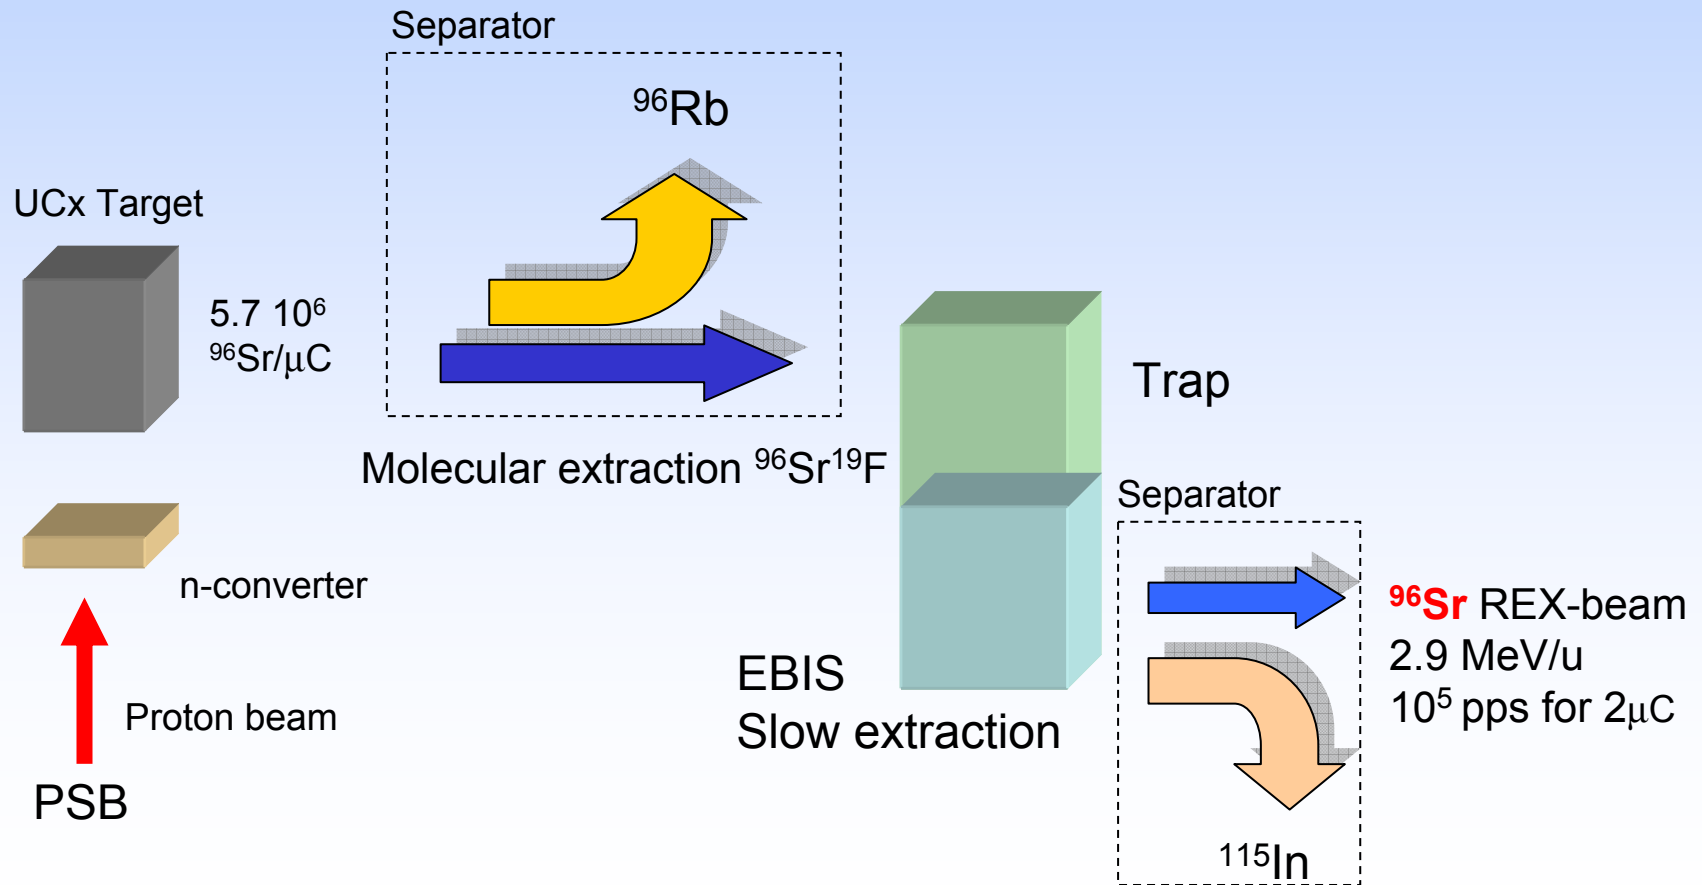 Separator
⁹⁶Rb
UCx Target
5.7 10⁶
⁹⁶Sr/μC
Molecular extraction ⁹⁶Sr¹⁹F
n-converter
Proton beam
PSB
Trap
EBIS
Slow extraction
Separator
⁹⁶Sr REX-beam
2.9 MeV/u
10⁵ pps for 2μC
¹¹⁵In